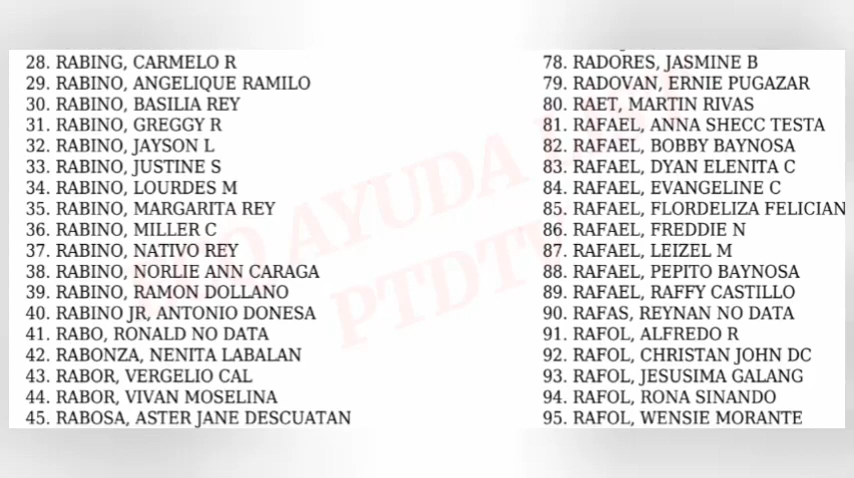 28. RABING, CARMELO R
29. RABINO, ANGELIQUE RAMILO
30. RABINO, BASILIA REY
31. RABINO, GREGGY R
32. RABINO, JAYSON L
33. RABINO, JUSTINE S
34. RABINO, LOURDES M
35. RABINO, MARGARITA REY
36. RABINO, MILLER C
37. RABINO, NATIVO REY
38. RABINO, NORLIE ANN CARAGA
39. RABINO, RAMON DOLLANO
40. RABINO JR, ANTONIO DONESA
41. RABO, RONALD NO DATA
42. RABONZA, NENITA LABALAN
43. RABOR, VERGELIO CAL
44. RABOR, VIVAN MOSELINA
45. RABOSA, ASTER JANE DESCUATAN
78. RADORES, JASMINE B
79. RADOVAN, ERNIE PUGAZAR
80. RAET, MARTIN RIVAS
81. RAFAEL, ANNA SHECC TESTA
82. RAFAEL, BOBBY BAYNOSA
83. RAFAEL, DYAN ELENITA C
84. RAFAEL, EVANGELINE C
85. RAFAEL, FLORDELIZA FELICIAN
86. RAFAEL, FREDDIE N
87. RAFAEL, LEIZEL M
88. RAFAEL, PEPITO BAYNOSA
89. RAFAEL, RAFFY CASTILLO
90. RAFAS, REYNAN NO DATA
91. RAFOL, ALFREDO R
92. RAFOL, CHRISTAN JOHN DC
93. RAFOL, JESUSIMA GALANG
94. RAFOL, RONA SINANDO
95. RAFOL, WENSIE MORANTE
AYUDA